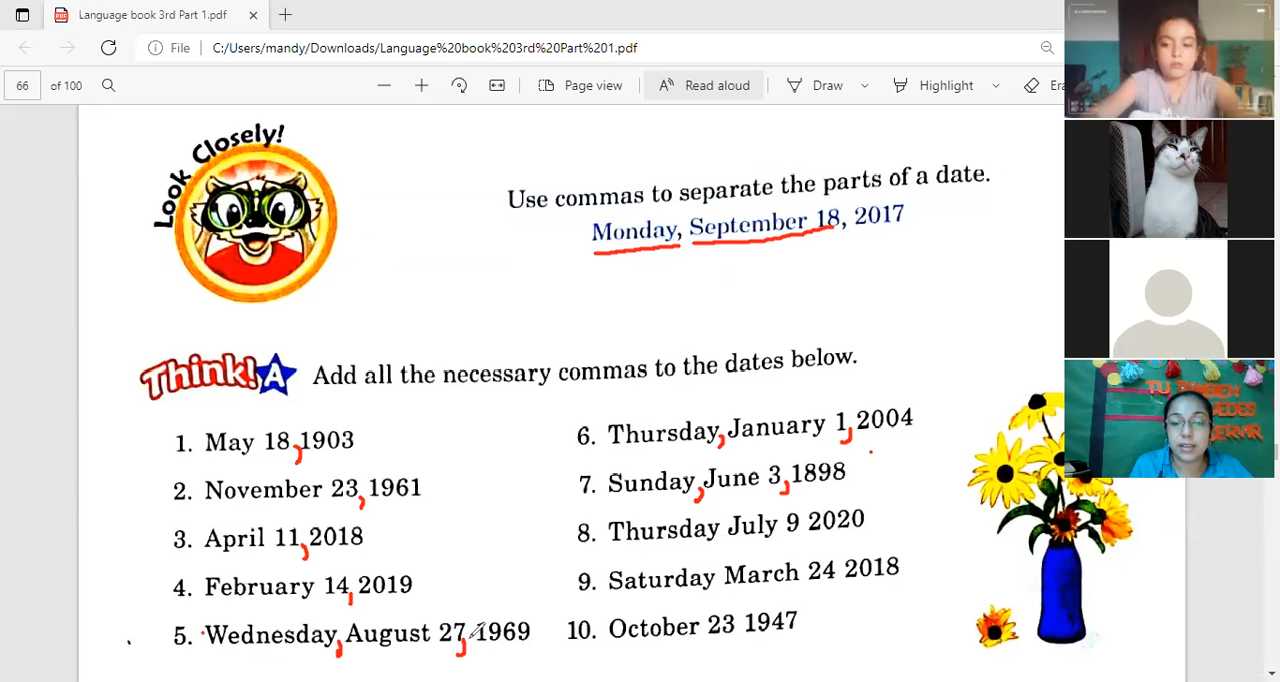 Language book 3rd Part 1.pdf
File C:/Users/mandy/Downloads/Language%20book%203rd%20Part%201.pdf
66 of 100 Page view Read aloud Draw Highlight
Look Closely!
Use commas to separate the parts of a date.
Monday, September 18, 2017
Think! A Add all the necessary commas to the dates below.
1. May 18, 1903
2. November 23, 1961
3. April 11, 2018
4. February 14, 2019
5. Wednesday, August 27, 1969
6. Thursday, January 1, 2004
7. Sunday, June 3, 1898
8. Thursday July 9 2020
9. Saturday March 24 2018
10. October 23 1947
TU TAMBIEN
PUEDES
SERVIR